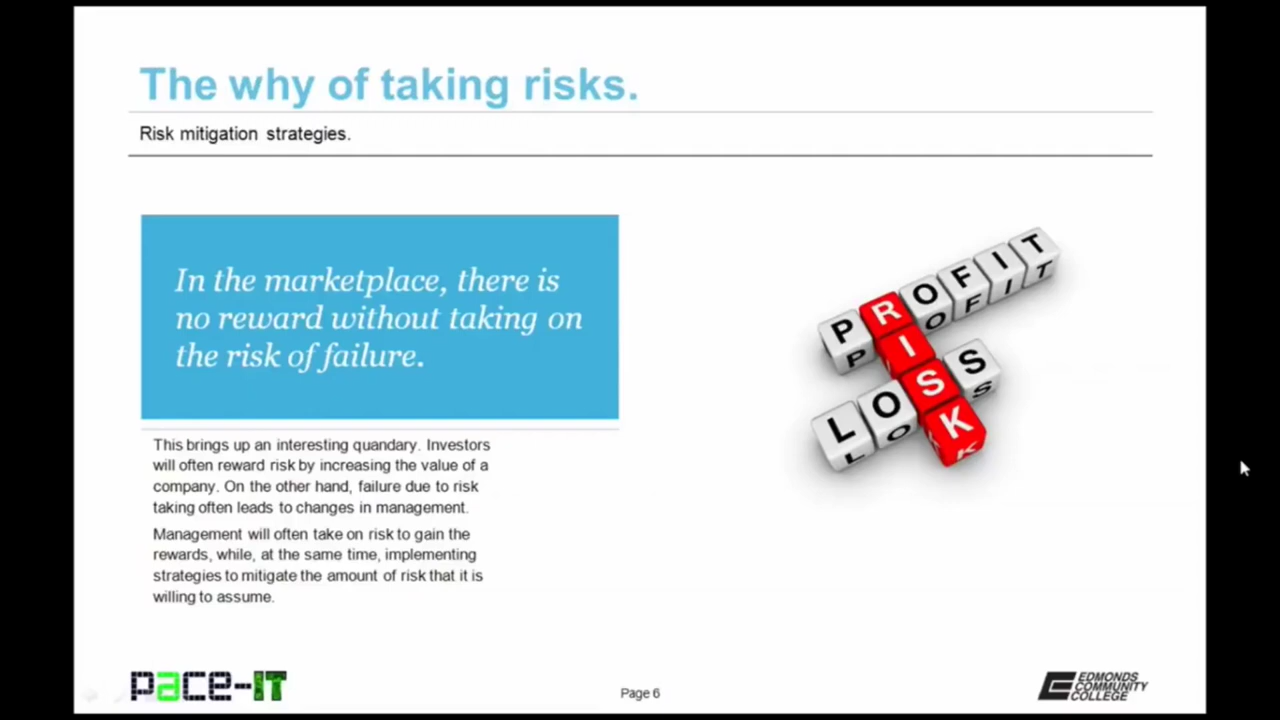 The why of taking risks.
Risk mitigation strategies.
In the marketplace, there is
no reward without taking on
the risk of failure.
This brings up an interesting quandary. Investors
will often reward risk by increasing the value of a
company. On the other hand, failure due to risk
taking often leads to changes in management.
Management will often take on risk to gain the
rewards, while, at the same time, implementing
strategies to mitigate the amount of risk that it is
willing to assume.
PROFIT
RISK
LOSS
pace-IT
Page 6
EDMONDS
COMMUNITY
COLLEGE